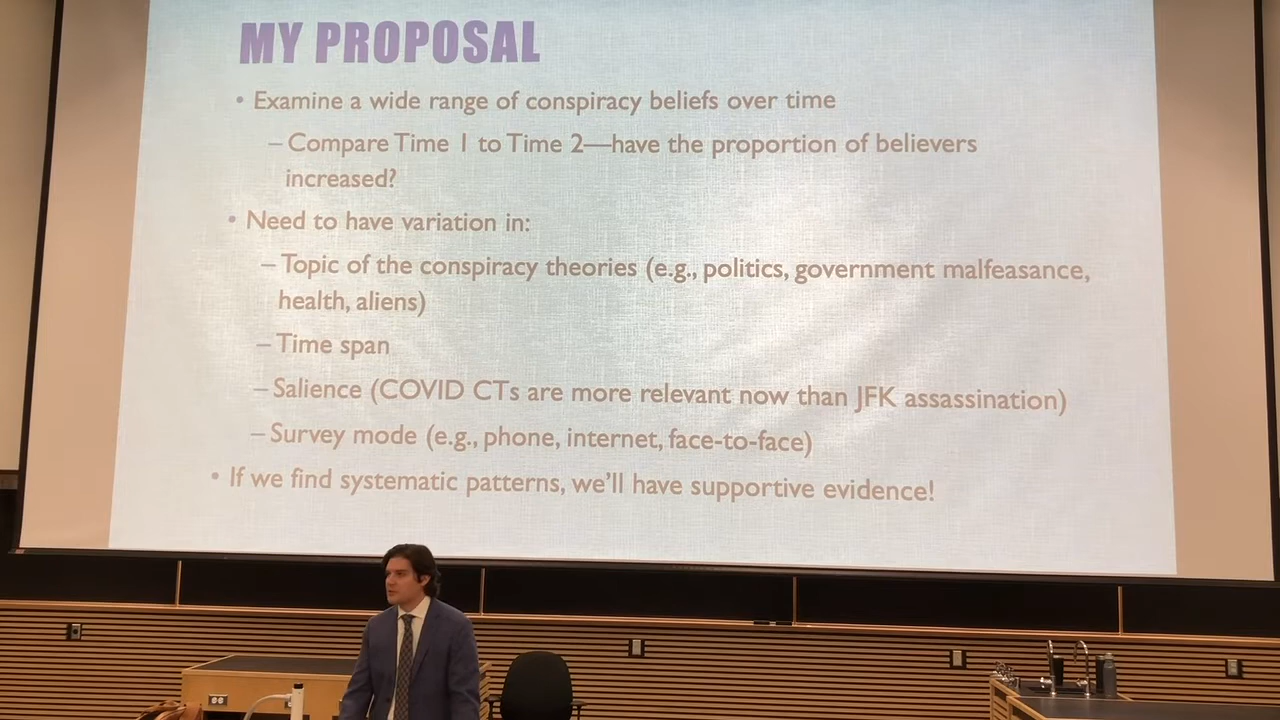 MY PROPOSAL
• Examine a wide range of conspiracy beliefs over time
– Compare Time 1 to Time 2—have the proportion of believers
increased?
• Need to have variation in:
– Topic of the conspiracy theories (e.g., politics, government malfeasance,
health, aliens)
– Time span
– Salience (COVID CTs are more relevant now than JFK assassination)
– Survey mode (e.g., phone, internet, face-to-face)
• If we find systematic patterns, we'll have supportive evidence!